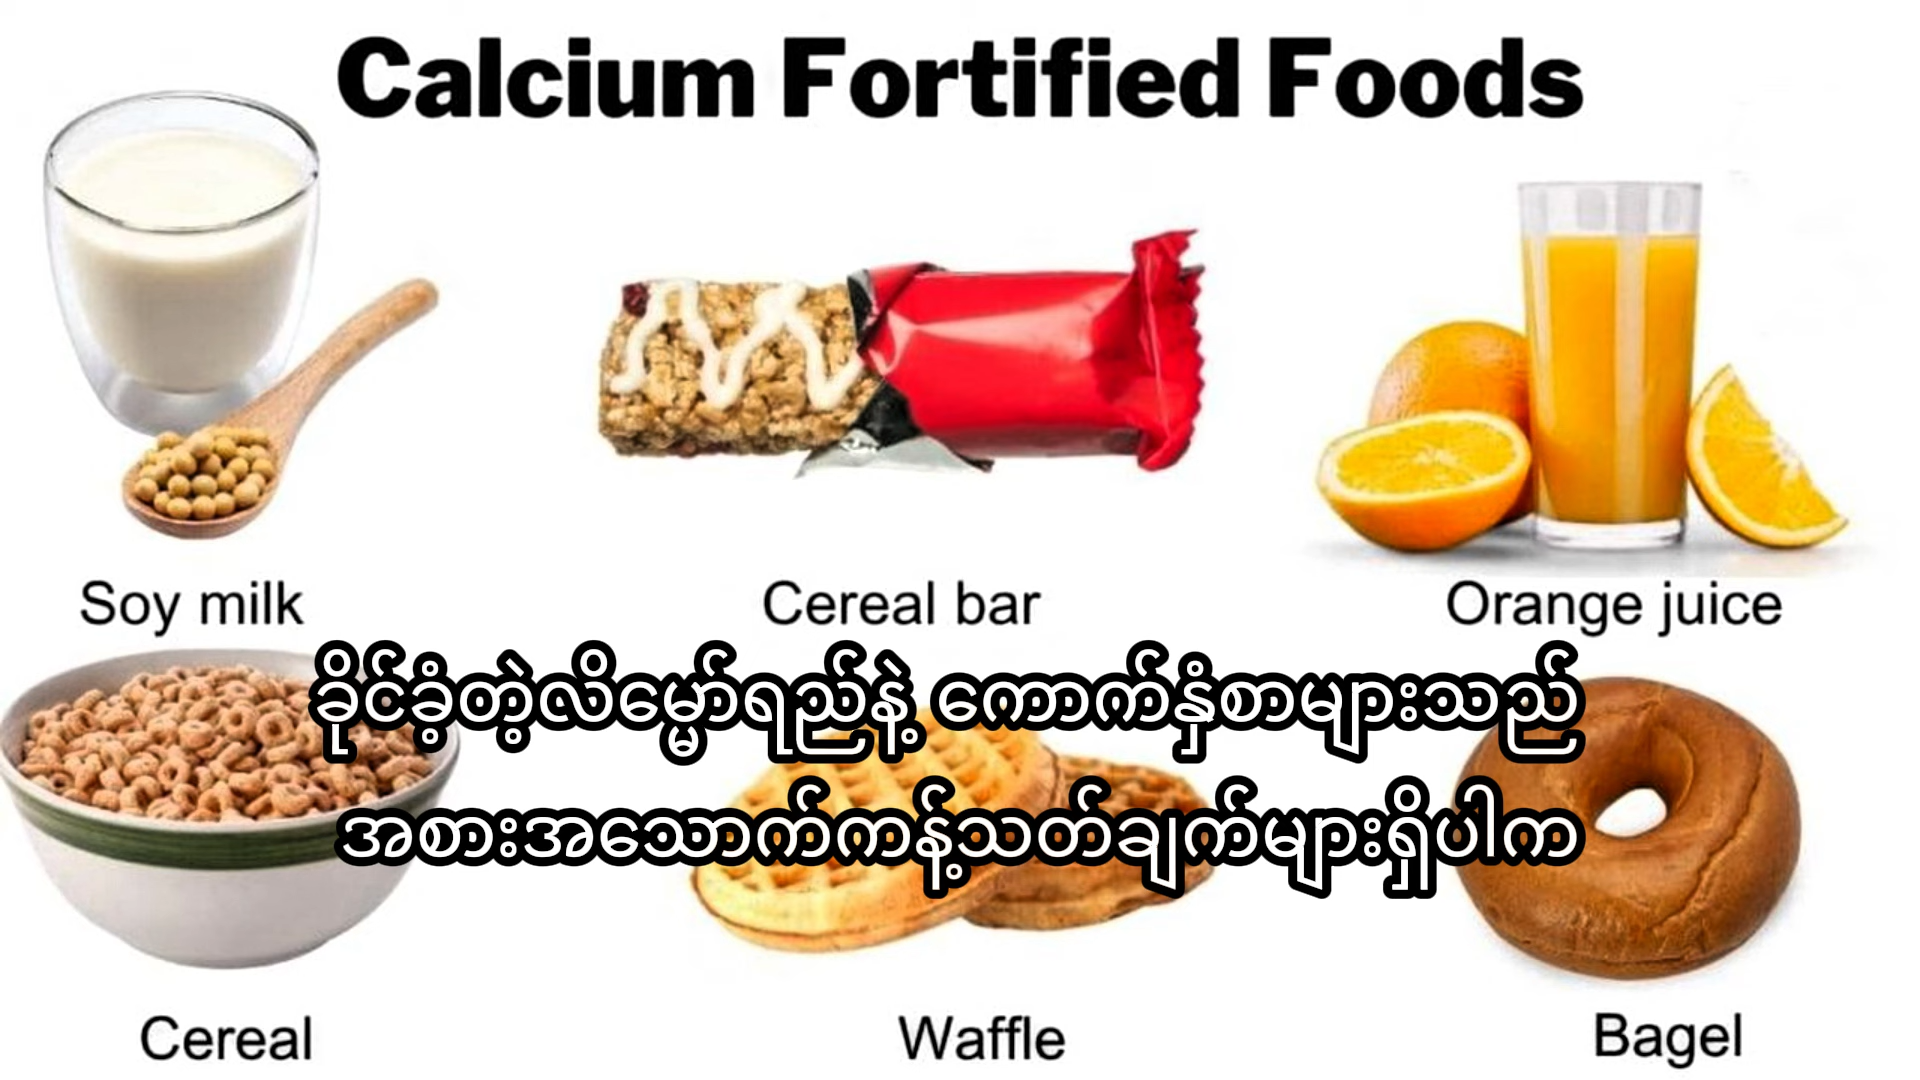 Calcium Fortified Foods
Soy milk
Cereal bar
Orange juice
ခိုင်ခံ့တဲ့လိမ္မော်ရည်နဲ့ ကောက်နှံစာများသည်
အစားအသောက်ကန့်သတ်ချက်များရှိပါက
Cereal
Waffle
Bagel